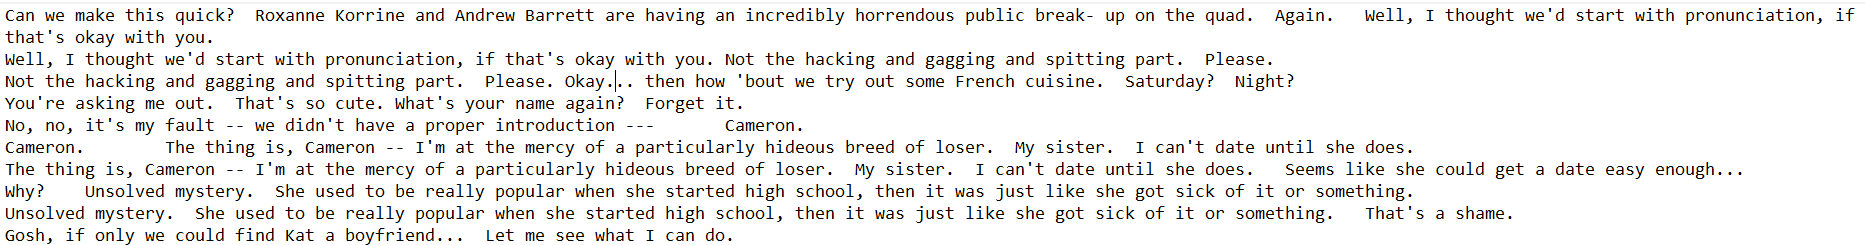 Can we make this quick?  Roxanne Korrine and Andrew Barrett are having an incredibly horrendous public break- up on the quad.  Again.   Well, I thought we'd start with pronunciation, if
that's okay with you.
Well, I thought we'd start with pronunciation, if that's okay with you. Not the hacking and gagging and spitting part.  Please.
Not the hacking and gagging and spitting part.  Please. Okay... then how 'bout we try out some French cuisine.  Saturday?  Night?
You're asking me out.  That's so cute. What's your name again?  Forget it.
No, no, it's my fault -- we didn't have a proper introduction ---       Cameron.
Cameron.        The thing is, Cameron -- I'm at the mercy of a particularly hideous breed of loser.  My sister.  I can't date until she does.
The thing is, Cameron -- I'm at the mercy of a particularly hideous breed of loser.  My sister.  I can't date until she does.   Seems like she could get a date easy enough...
Why?    Unsolved mystery.  She used to be really popular when she started high school, then it was just like she got sick of it or something.
Unsolved mystery.  She used to be really popular when she started high school, then it was just like she got sick of it or something.   That's a shame.
Gosh, if only we could find Kat a boyfriend...  Let me see what I can do.